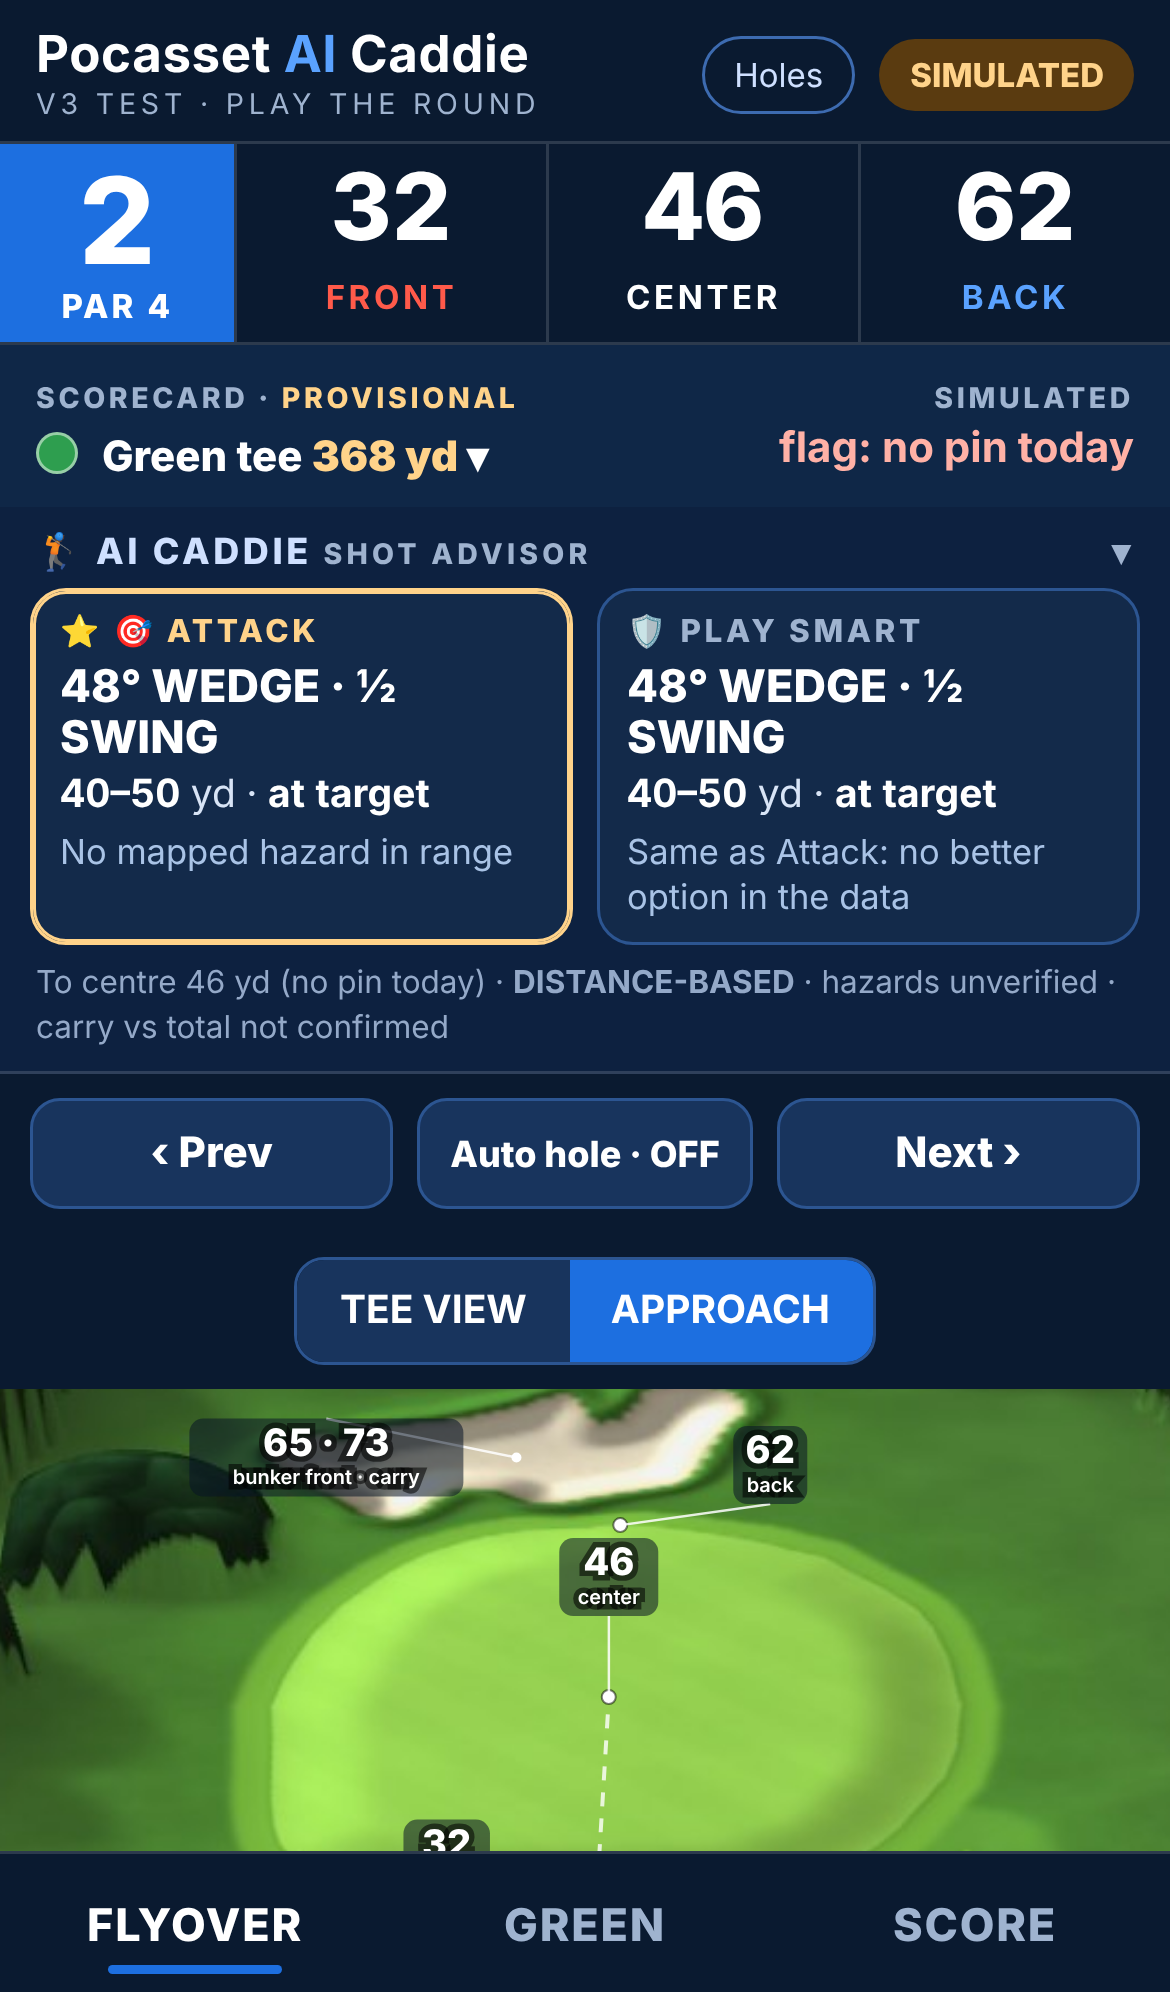 Pocasset AI Caddie
V3 TEST · PLAY THE ROUND
Holes
SIMULATED
2
PAR 4
32
FRONT
46
CENTER
62
BACK
SCORECARD · PROVISIONAL
Green tee 368 yd ▼
SIMULATED
flag: no pin today
AI CADDIE SHOT ADVISOR ▼
⭐ 🎯 ATTACK
48° WEDGE · ½
SWING
40–50 yd · at target
No mapped hazard in range
🛡️ PLAY SMART
48° WEDGE · ½
SWING
40–50 yd · at target
Same as Attack: no better
option in the data
To centre 46 yd (no pin today) · DISTANCE-BASED · hazards unverified ·
carry vs total not confirmed
‹ Prev
Auto hole · OFF
Next ›
TEE VIEW
APPROACH
65 · 73
bunker front · carry
62
back
46
center
32
FLYOVER
GREEN
SCORE